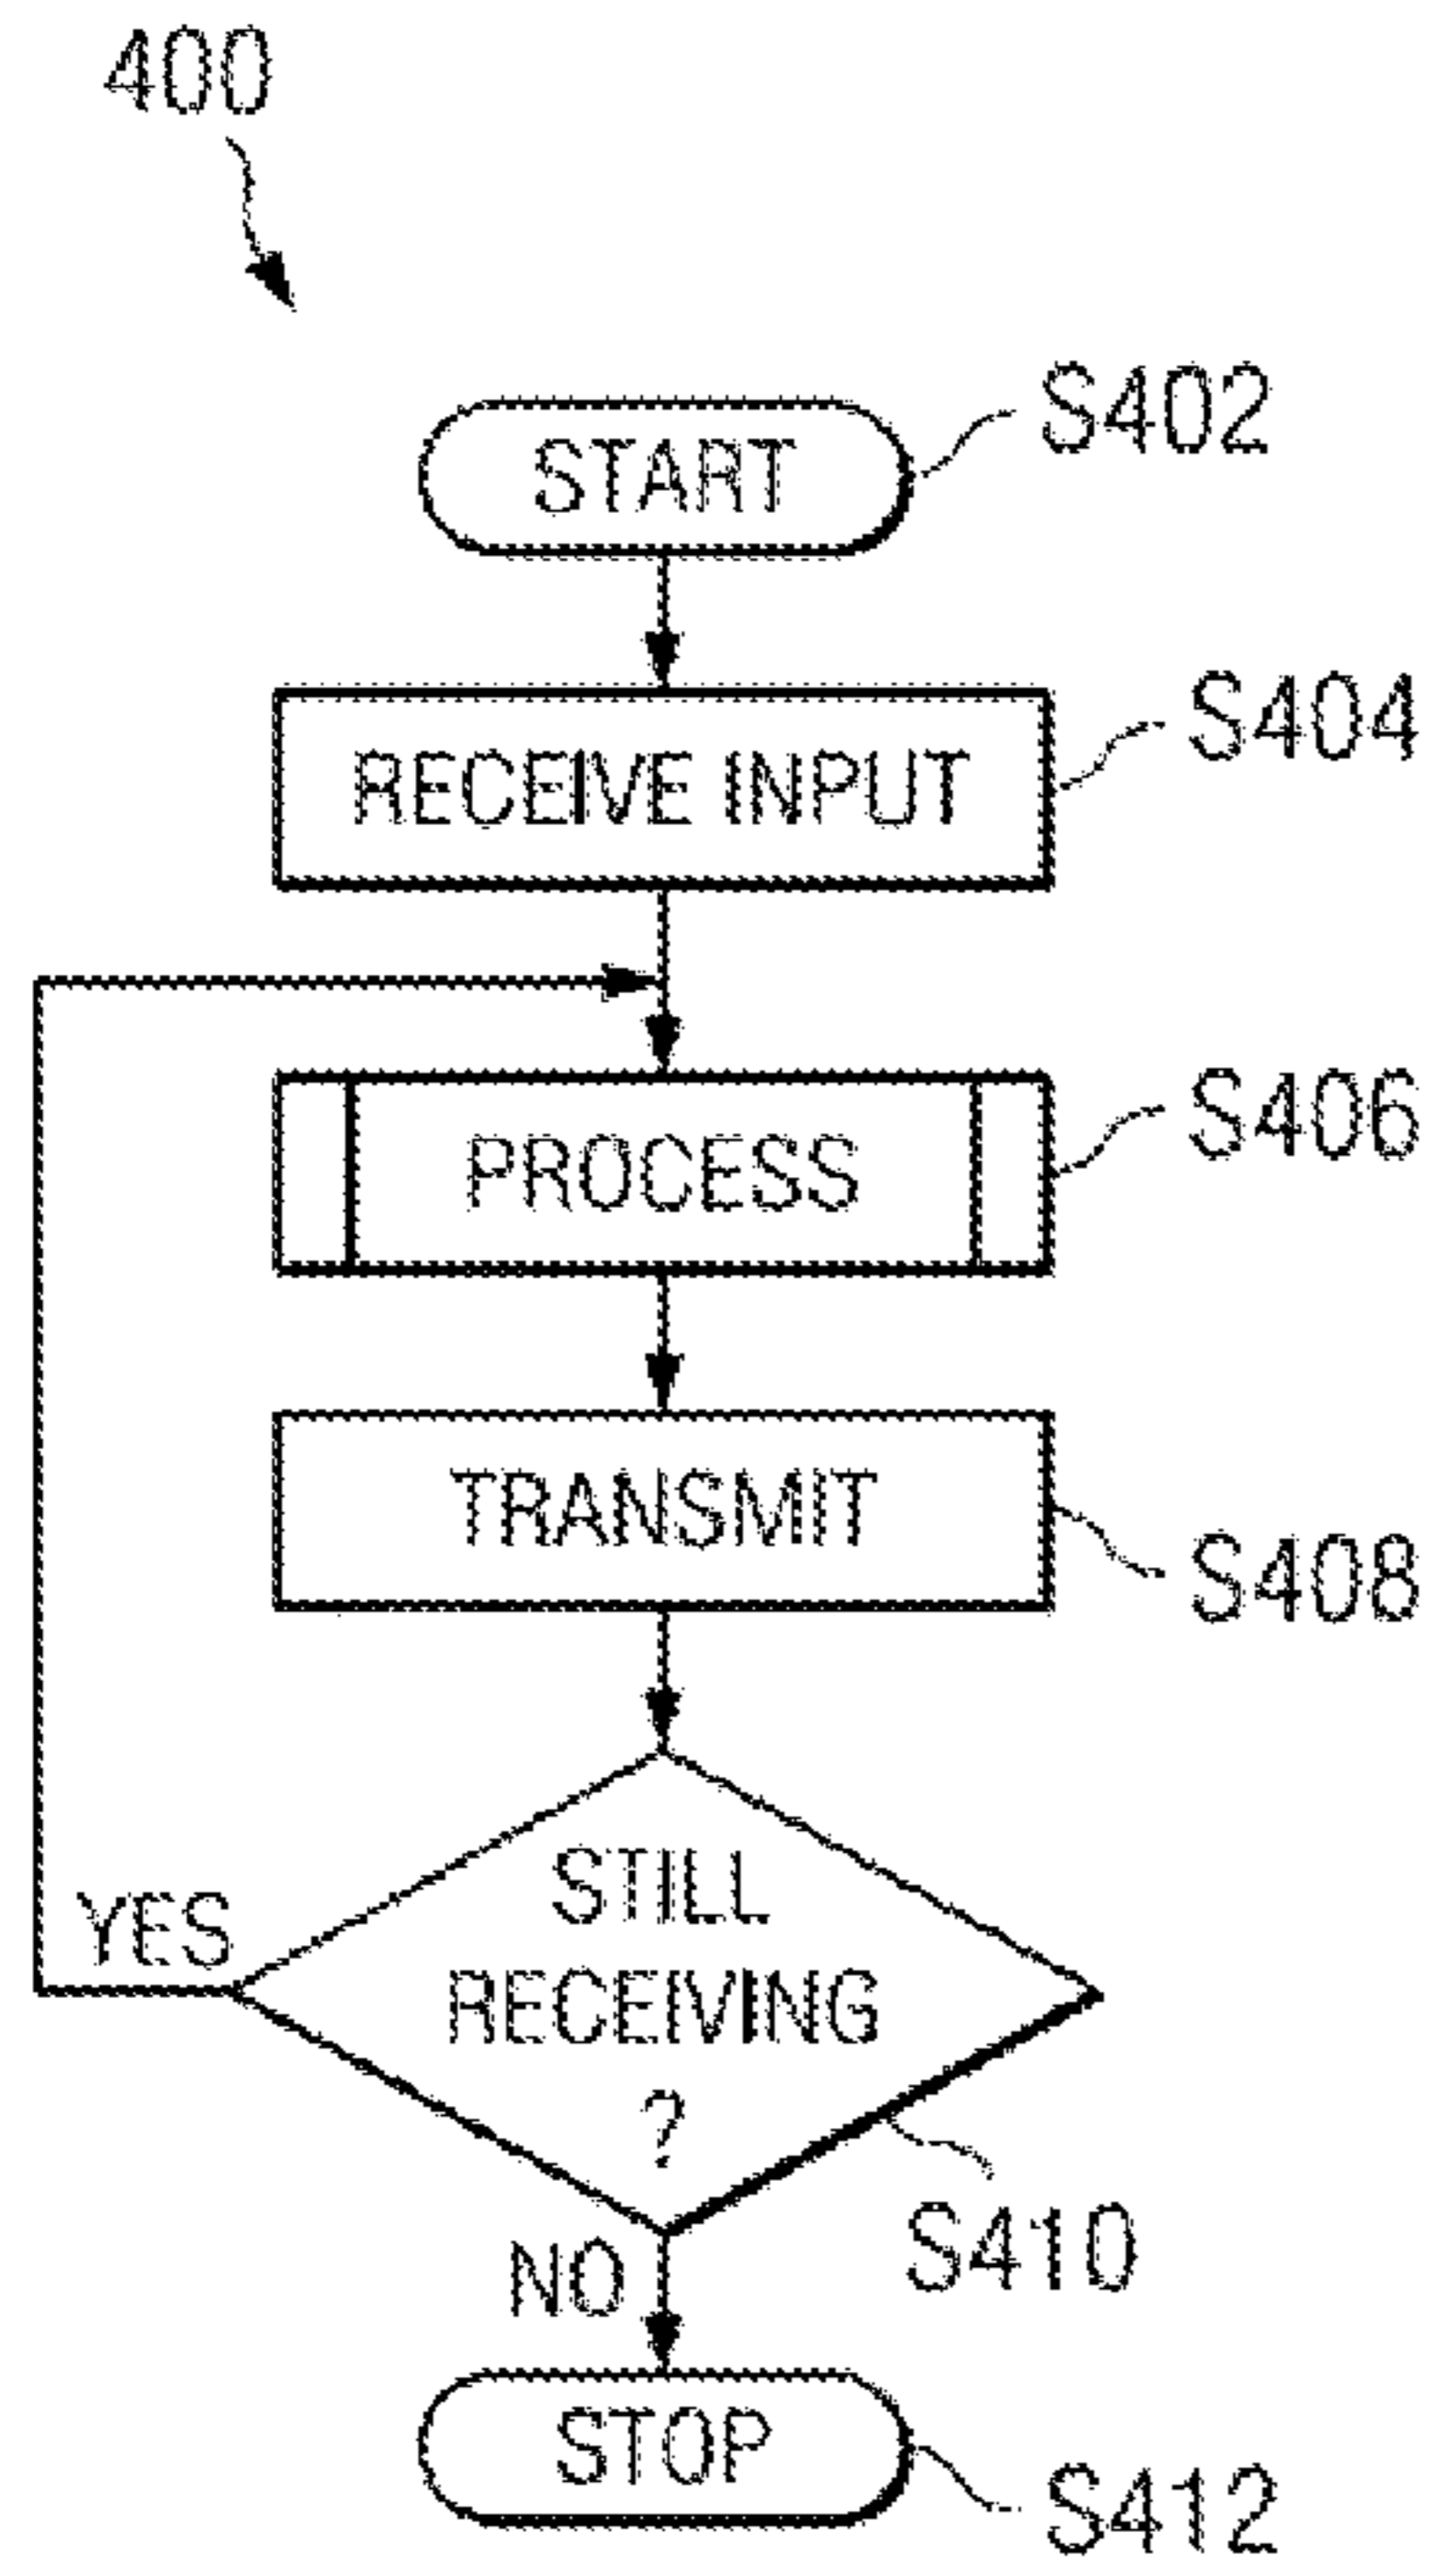 400
START
S402
RECEIVE INPUT
S404
PROCESS
S406
TRANSMIT
S408
STILL
RECEIVING
?
YES
S410
NO
STOP
S412